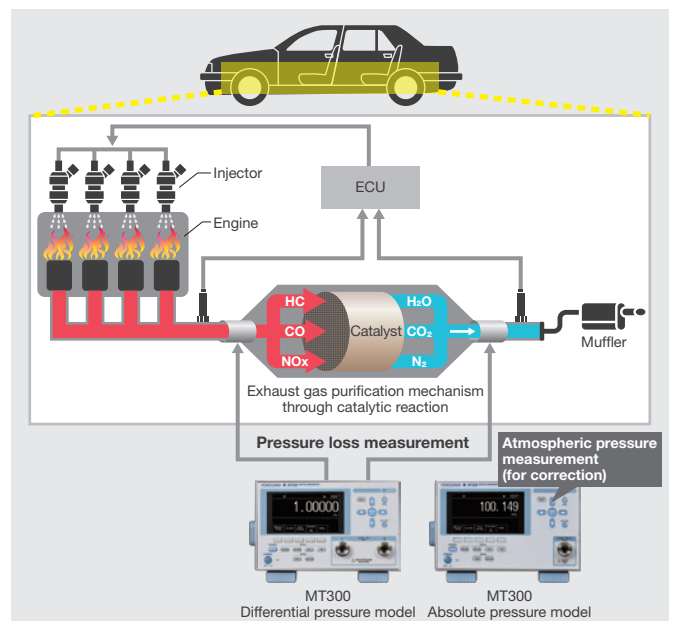 Injector
ECU
Engine
HC
H₂O
CO
Catalyst
CO₂
NOx
N₂
Muffler
Exhaust gas purification mechanism
through catalytic reaction
Pressure loss measurement
Atmospheric pressure
measurement
(for correction)
YOKOGAWA
1.00000
YOKOGAWA
100.149
MT300
Differential pressure model
MT300
Absolute pressure model